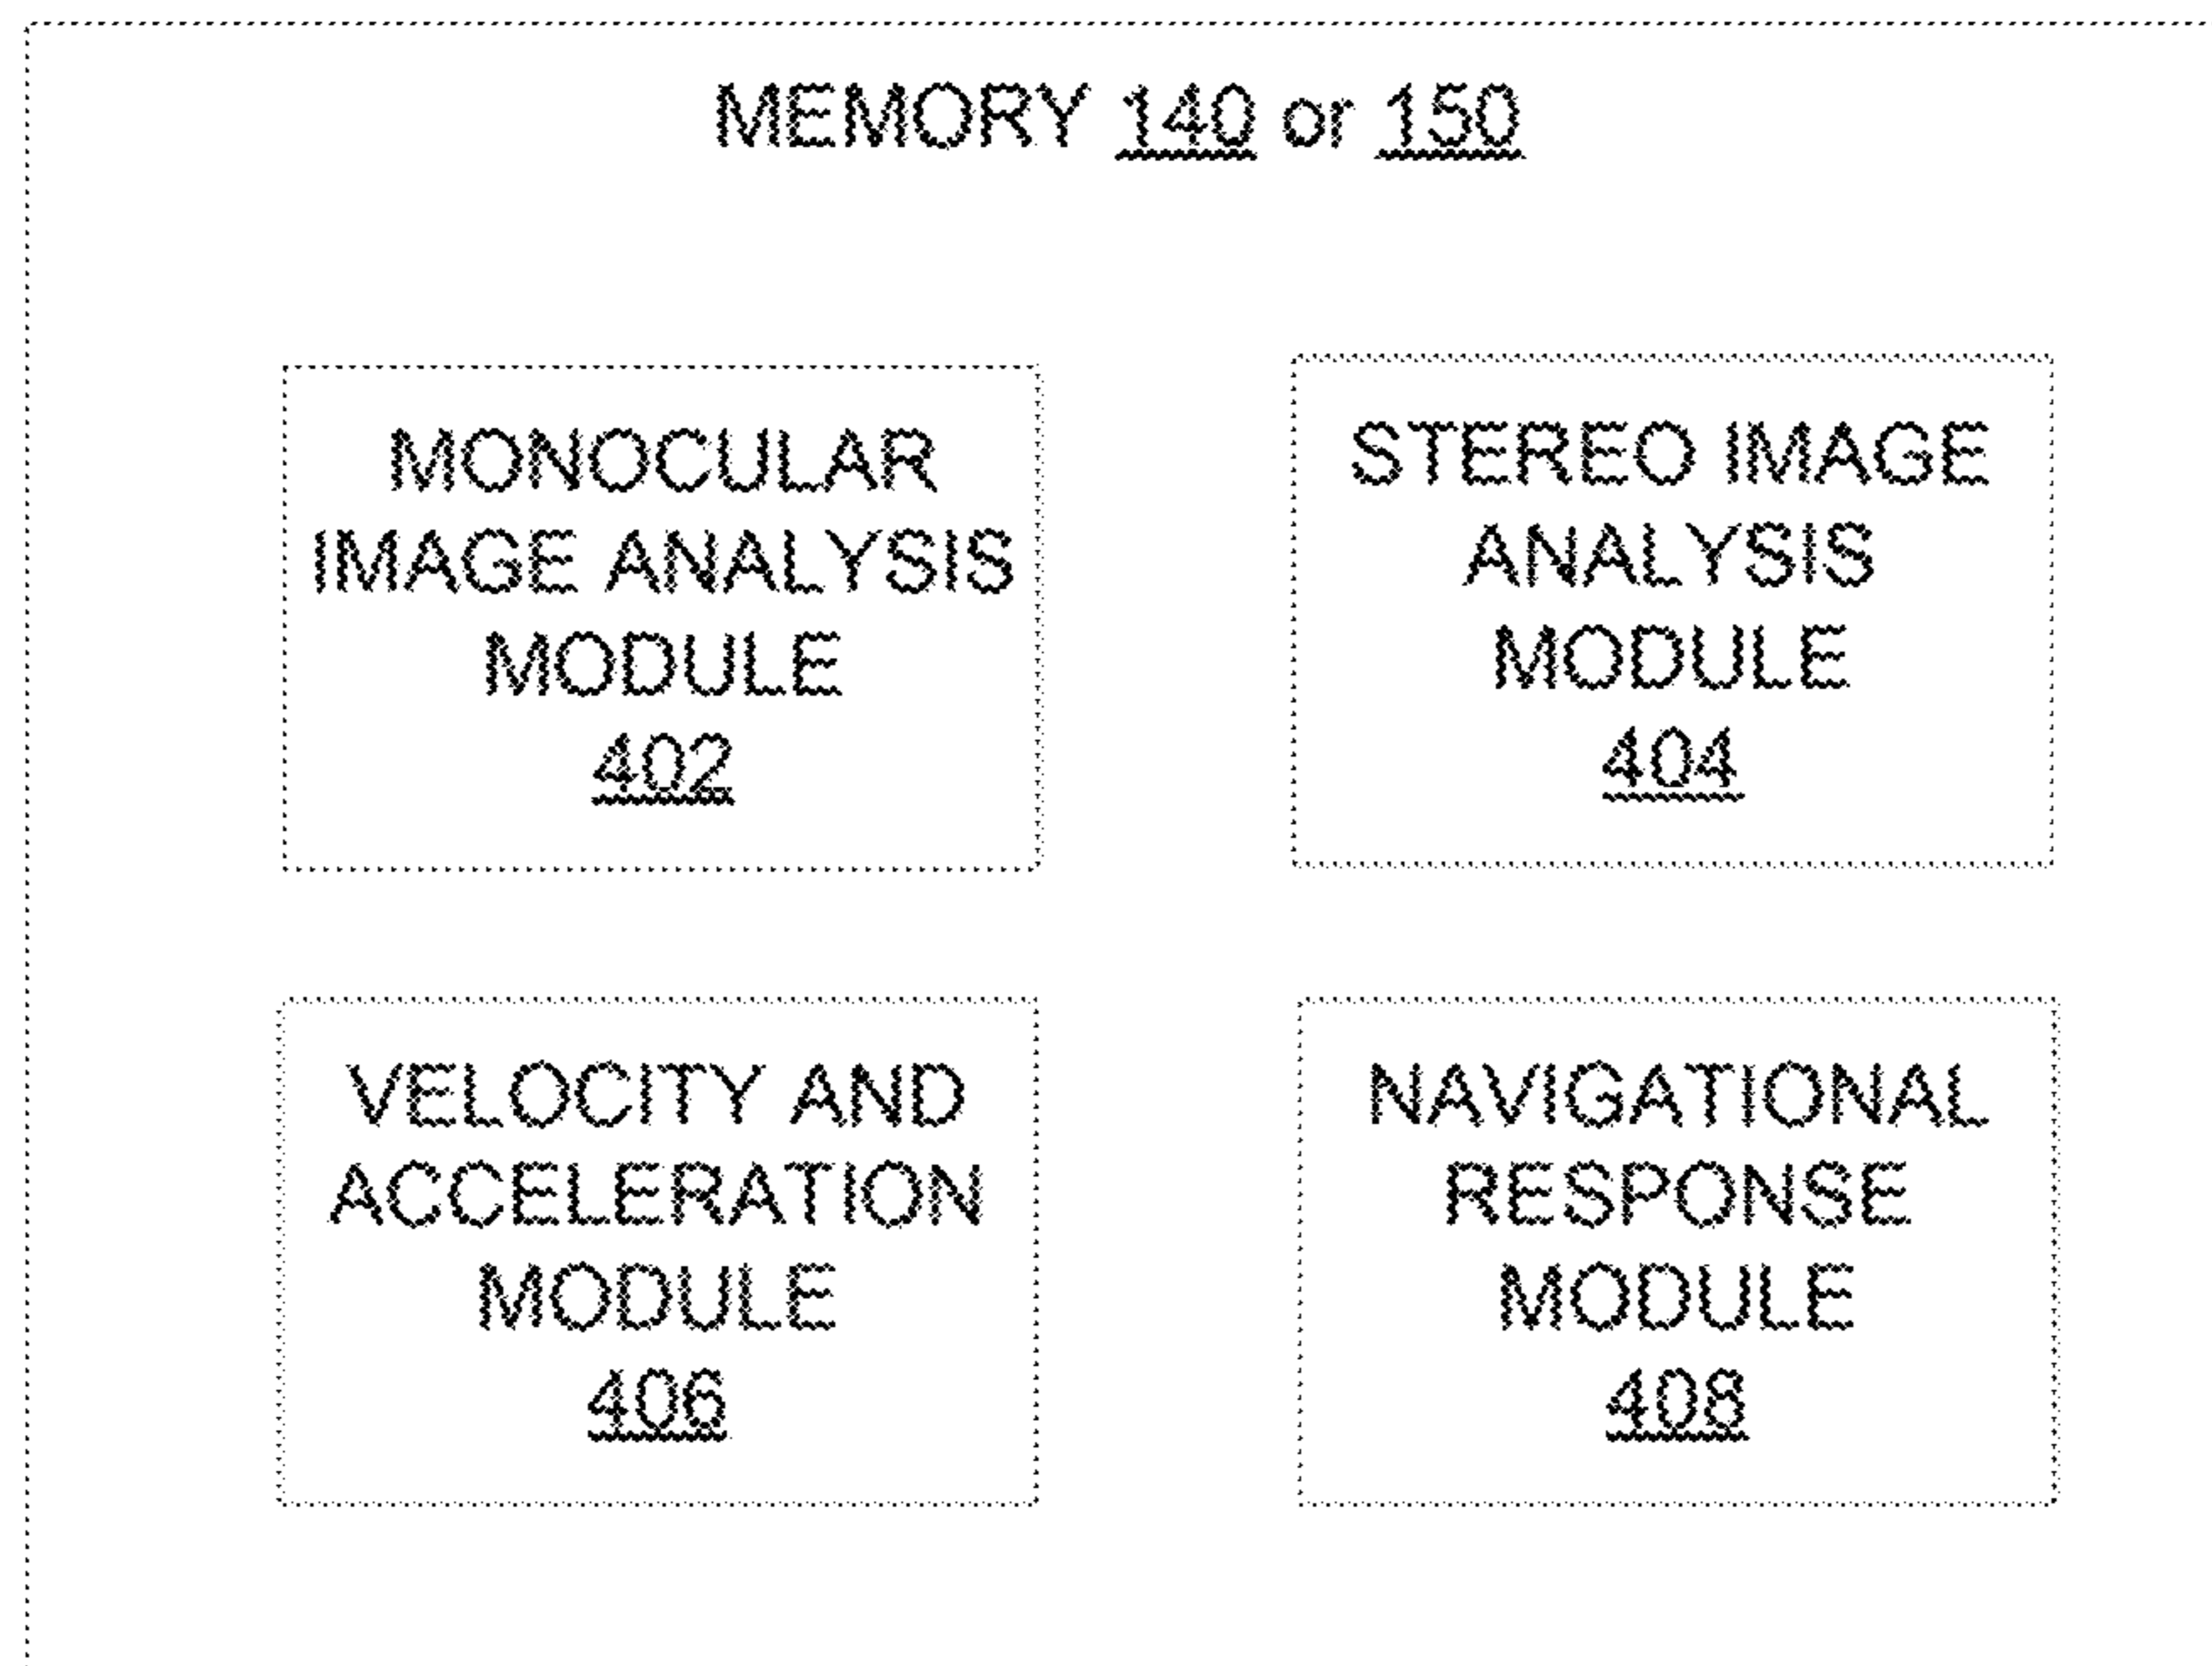 MEMORY 140 or 150
MONOCULAR
IMAGE ANALYSIS
MODULE
402
STEREO IMAGE
ANALYSIS
MODULE
404
VELOCITY AND
ACCELERATION
MODULE
406
NAVIGATIONAL
RESPONSE
MODULE
408